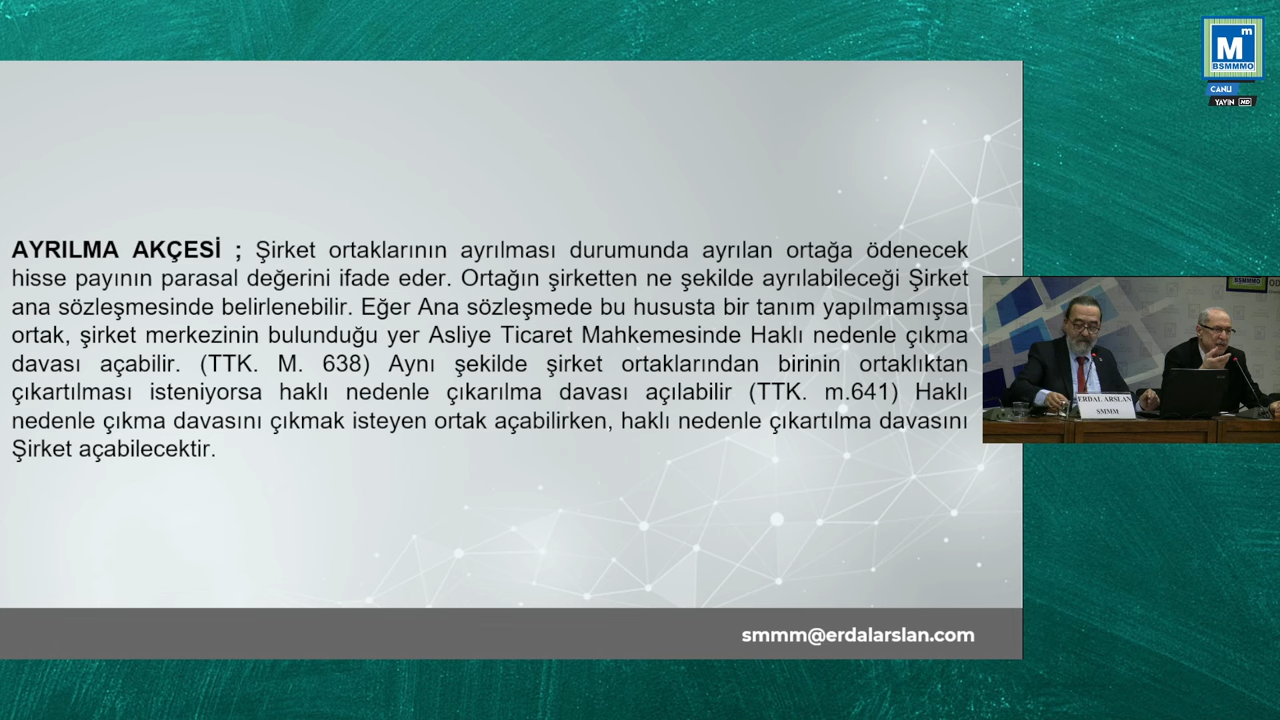 M m
BSMMMO
CANLI
YAYIN HD
AYRILMA AKÇESİ ; Şirket ortaklarının ayrılması durumunda ayrılan ortağa ödenecek
hisse payının parasal değerini ifade eder. Ortağın şirketten ne şekilde ayrılabileceği Şirket
ana sözleşmesinde belirlenebilir. Eğer Ana sözleşmede bu hususta bir tanım yapılmamışsa
ortak, şirket merkezinin bulunduğu yer Asliye Ticaret Mahkemesinde Haklı nedenle çıkma
davası açabilir. (TTK. M. 638) Aynı şekilde şirket ortaklarından birinin ortaklıktan
çıkartılması isteniyorsa haklı nedenle çıkarılma davası açılabilir (TTK. m.641) Haklı
nedenle çıkma davasını çıkmak isteyen ortak açabilirken, haklı nedenle çıkartılma davasını
Şirket açabilecektir.
BSMMMO
ERDAL ARSLAN
SMMM
smmm@erdalarslan.com